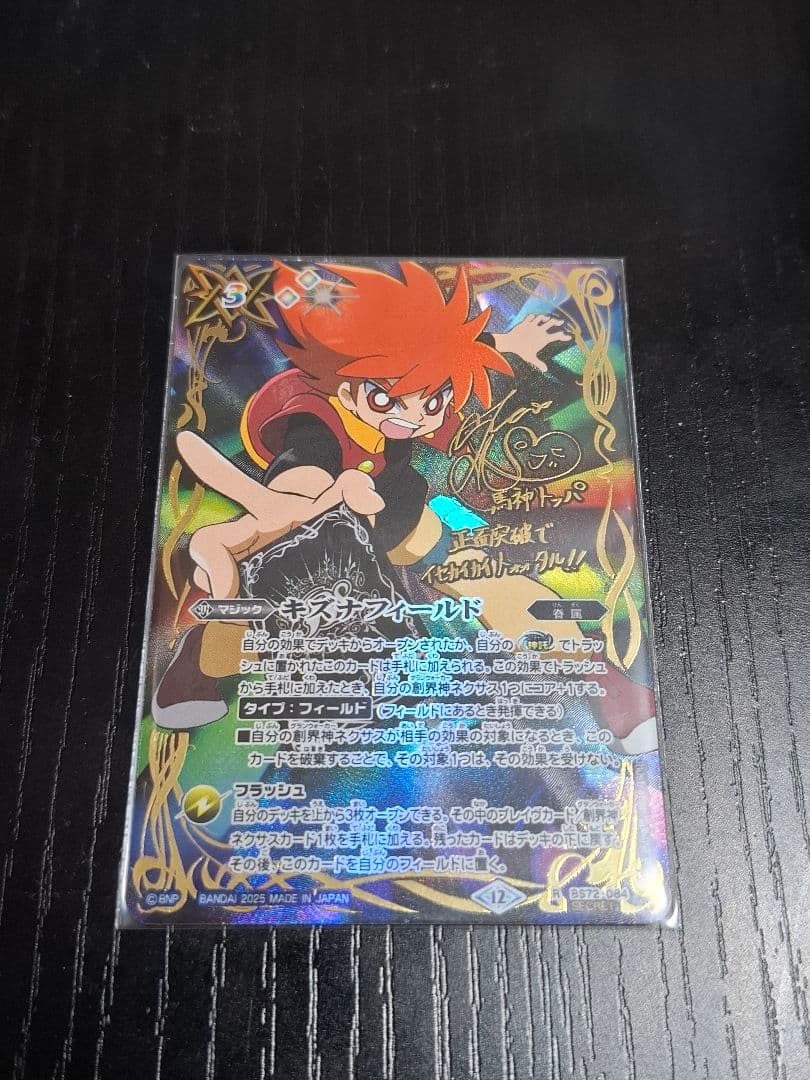 3
馬神トッパ
正面突破で
イセカイカイトォッタル!!
マジック
キズナフィールド
けんぞく
眷属
自分の効果でデッキからオープンされたか、自分の【神託】でトラッ
シュに置かれたこのカードは手札に加えられる。この効果でトラッシュ
から手札に加えたとき、自分の創界神ネクサス1つにコア+1する。
タイプ：フィールド (フィールドにあるとき発揮できる)
■自分の創界神ネクサスが相手の効果の対象になるとき、この
カードを破棄することで、その対象1つは、その効果を受けない。
フラッシュ
自分のデッキを上から3枚オープンできる。その中のブレイヴカード/創界神
ネクサスカード1枚を手札に加える。残ったカードはデッキの下に戻す。
その後、このカードを自分のフィールドに置く。
©BNP BANDAI 2025 MADE IN JAPAN
12
R BS72-084
SECRET